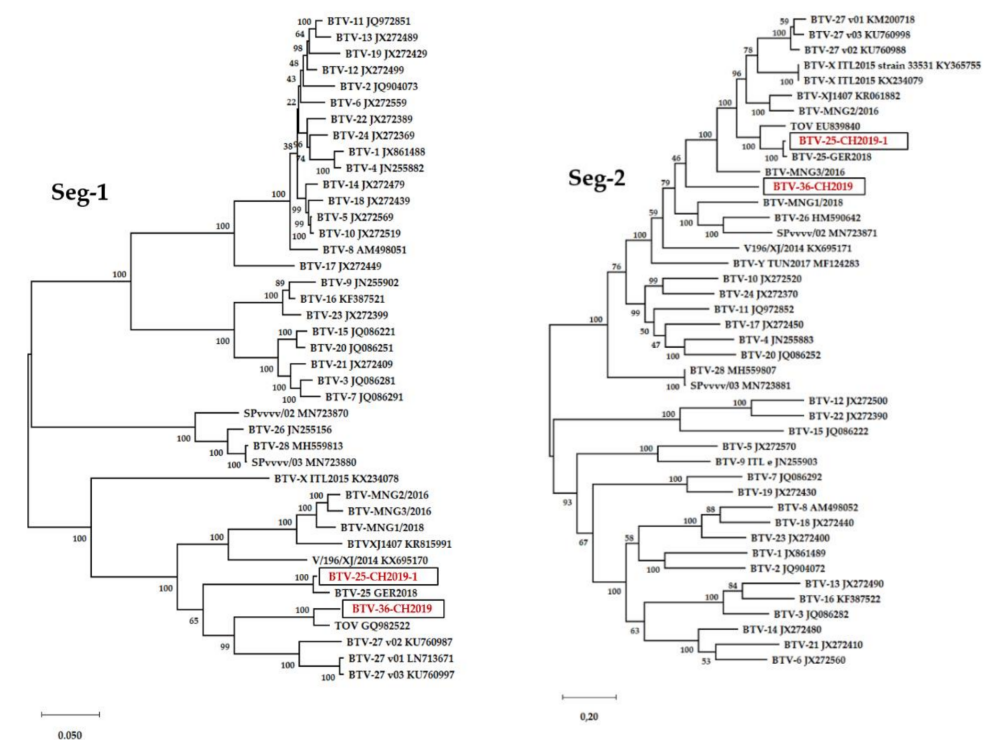 Seg-1
100
BTV-11 JQ972851
64
BTV-13 JX272489
98
BTV-19 JX272429
48
BTV-12 JX272499
43
BTV-2 JQ904073
22
BTV-6 JX272559
BTV-22 JX272389
BTV-24 JX272369
38
96
BTV-1 JX861488
74
100
BTV-4 JN255882
BTV-14 JX272479
100
BTV-18 JX272439
99
BTV-5 JX272569
99
100
BTV-10 JX272519
BTV-8 AM498051
100
BTV-17 JX272449
100
89
BTV-9 JN255902
100
BTV-16 KF387521
BTV-23 JX272399
100
100
BTV-15 JQ086221
BTV-20 JQ086251
100
BTV-21 JX272409
100
BTV-3 JQ086281
100
BTV-7 JQ086291
SPvvvv/02 MN723870
100
BTV-26 JN255156
100
BTV-28 MH559813
100
SPvvvv/03 MN723880
BTV-X ITL2015 KX234078
100
100
BTV-MNG2/2016
100
BTV-MNG3/2016
100
BTV-MNG1/2018
100
BTVXJ1407 KR815991
V/196/XJ/2014 KX695170
100
BTV-25-CH2019-1
100
BTV-25 GER2018
65
BTV-36-CH2019
100
TOV GQ982522
99
BTV-27 v02 KU760987
100
BTV-27 v01 LN713671
100
BTV-27 v03 KU760997
0.050
Seg-2
59
BTV-27 v01 KM200718
100
BTV-27 v03 KU760998
78
BTV-27 v02 KU760988
BTV-X ITL2015 strain 33531 KY365755
96
100
BTV-X ITL2015 KX234079
BTV-XJ1407 KR061882
100
100
BTV-MNG2/2016
TOV EU839840
100
100
BTV-25-CH2019-1
100
BTV-25-GER2018
46
BTV-MNG3/2016
79
BTV-36-CH2019
BTV-MNG1/2018
59
100
BTV-26 HM590642
100
SPvvvv/02 MN723871
100
V196/XJ/2014 KX695171
76
BTV-Y TUN2017 MF124283
99
BTV-10 JX272520
BTV-24 JX272370
99
BTV-11 JQ972852
100
50
BTV-17 JX272450
47
BTV-4 JN255883
100
BTV-20 JQ086252
BTV-28 MH559807
100
SPvvvv/03 MN723881
100
BTV-12 JX272500
100
BTV-22 JX272390
BTV-15 JQ086222
100
BTV-5 JX272570
BTV-9 ITL e JN255903
93
100
BTV-7 JQ086292
BTV-19 JX272430
67
88
BTV-8 AM498052
100
BTV-18 JX272440
58
BTV-23 JX272400
100
BTV-1 JX861489
BTV-2 JQ904072
84
BTV-13 JX272490
100
BTV-16 KF387522
63
BTV-3 JQ086282
BTV-14 JX272480
100
BTV-21 JX272410
53
BTV-6 JX272560
0,20